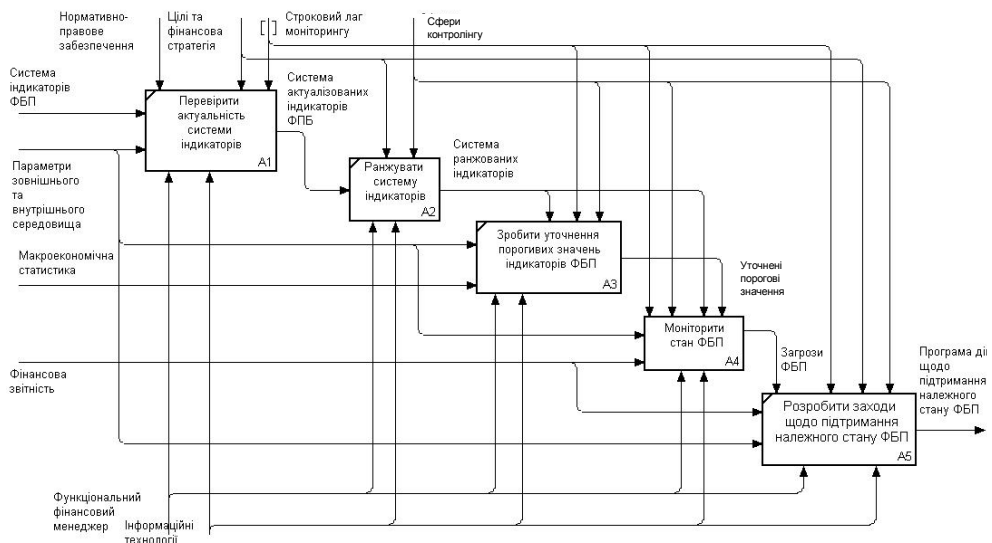 Нормативно-
правове
забезпечення
Цілі та
фінансова
стратегія
Строковий лаг
моніторингу
Сфери
контролінгу
Система
індикаторів
ФБП
Перевірити
актуальність
системи
індикаторів
A1
Система
актуалізованих
індикаторів
ФПБ
Параметри
зовнішнього
та
внутрішнього
середовища
Ранжувати
систему
індикаторів
A2
Система
ранжованих
індикаторів
Зробити уточнення
порогивих значень
індикаторів ФБП
A3
Макроекономічна
статистика
Уточнені
порогові
значення
Моніторити
стан ФБП
A4
Загрози
ФБП
Фінансова
звітність
Розробити заходи
щодо підтримання
належного стану ФБП
A5
Програма ді
щодо
підтримання
належного
стану ФБП
Функціональний
фінансовий
менеджер
Інформаційні
технології